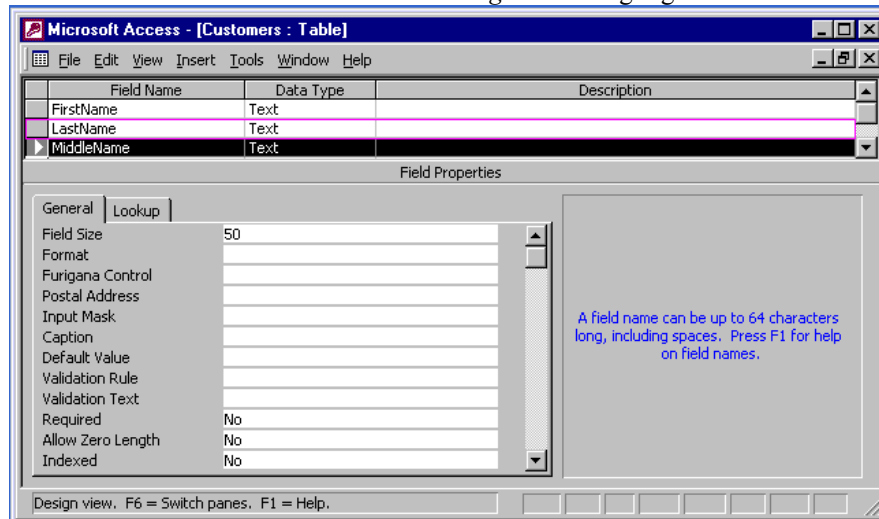 Microsoft Access - [Customers : Table]
File Edit View Insert Tools Window Help
Field Name Data Type Description
FirstName Text
LastName Text
MiddleName Text
Field Properties
General Lookup
Field Size 50
Format
Furigana Control
Postal Address
Input Mask
Caption
Default Value
Validation Rule
Validation Text
Required No
Allow Zero Length No
Indexed No
A field name can be up to 64 characters
long, including spaces. Press F1 for help
on field names.
Design view. F6 = Switch panes. F1 = Help.